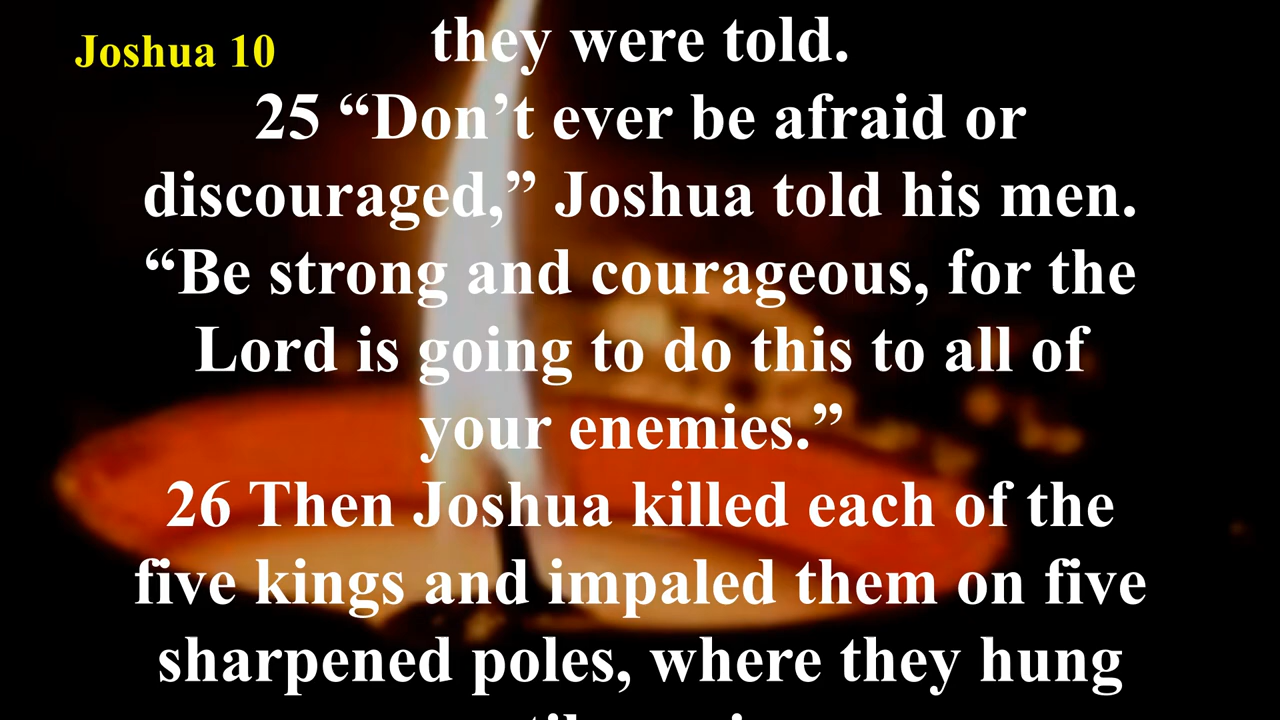 Joshua 10
they were told.
25 “Don’t ever be afraid or
discouraged,” Joshua told his men.
“Be strong and courageous, for the
Lord is going to do this to all of
your enemies.”
26 Then Joshua killed each of the
five kings and impaled them on five
sharpened poles, where they hung